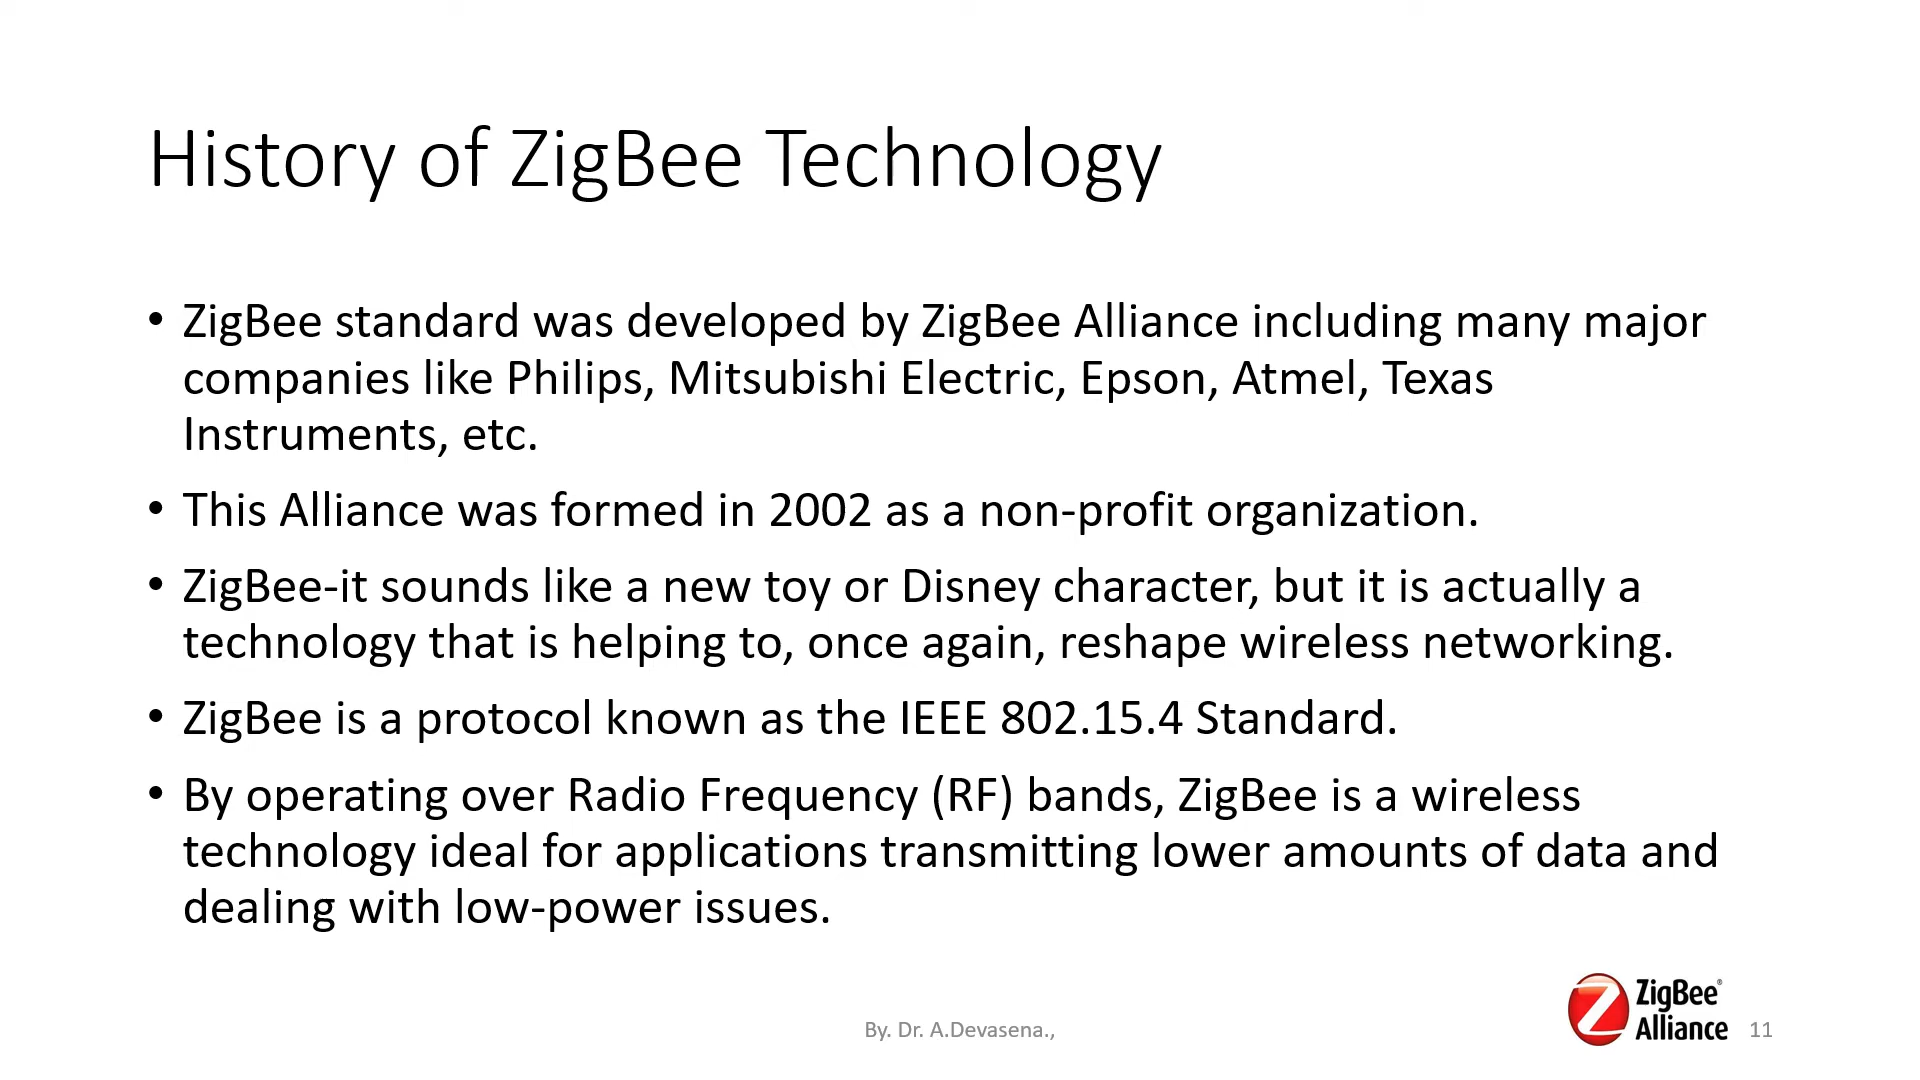 History of ZigBee Technology
• ZigBee standard was developed by ZigBee Alliance including many major
companies like Philips, Mitsubishi Electric, Epson, Atmel, Texas
Instruments, etc.
• This Alliance was formed in 2002 as a non-profit organization.
• ZigBee-it sounds like a new toy or Disney character, but it is actually a
technology that is helping to, once again, reshape wireless networking.
• ZigBee is a protocol known as the IEEE 802.15.4 Standard.
• By operating over Radio Frequency (RF) bands, ZigBee is a wireless
technology ideal for applications transmitting lower amounts of data and
dealing with low-power issues.
By. Dr. A.Devasena.,
ZigBee®
Alliance
11